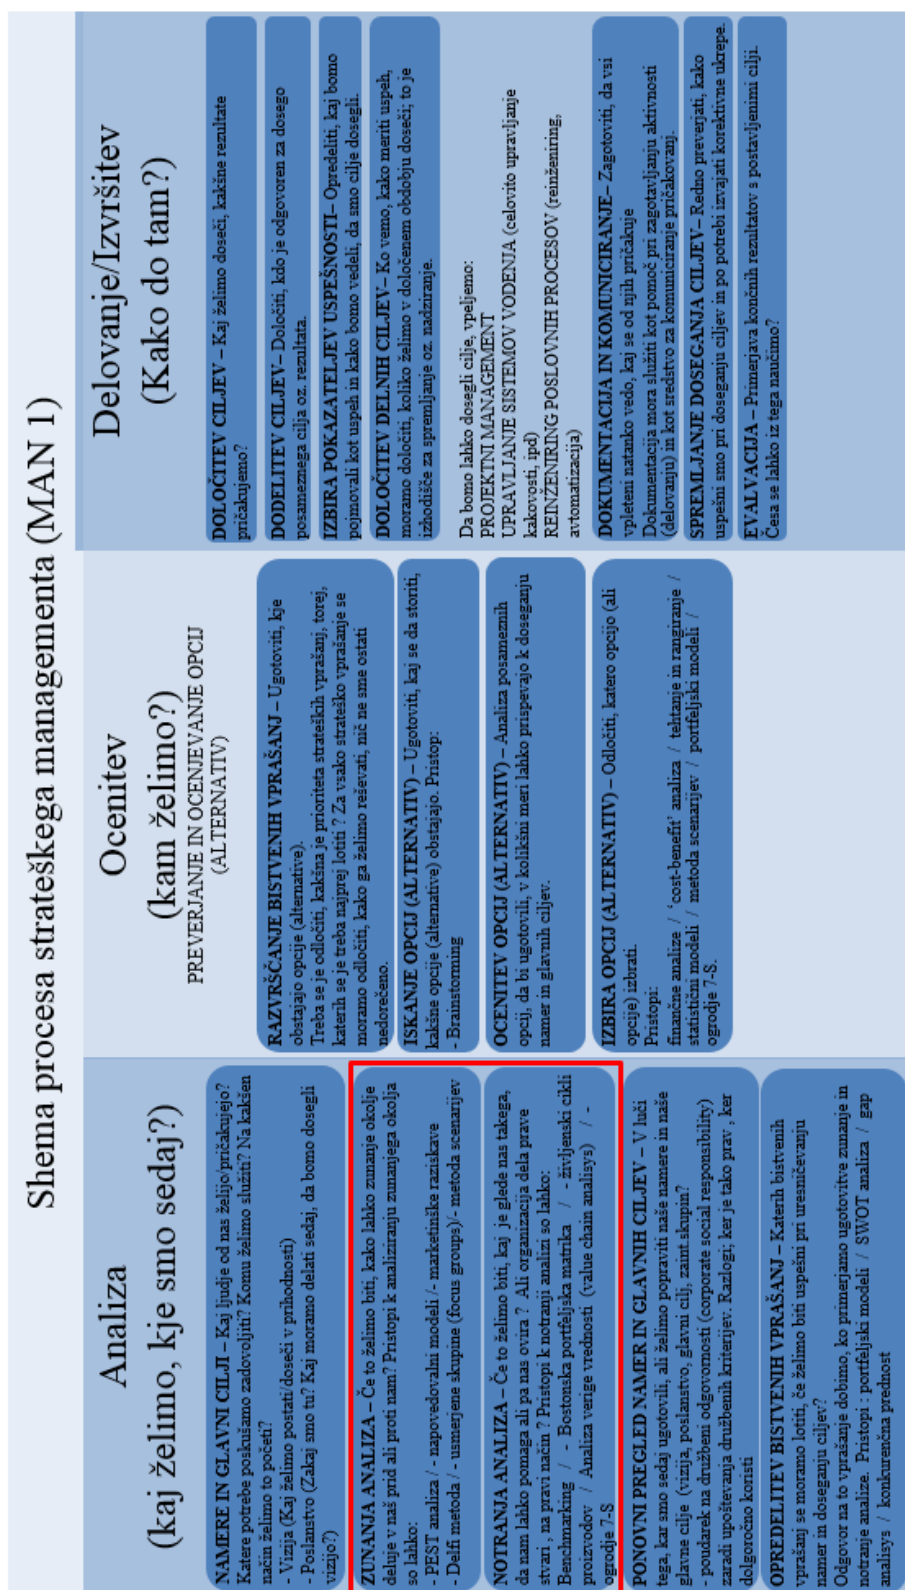 Shema procesa strateškega managementa (MAN 1)
Analiza
(kaj želimo, kje smo sedaj?)
NAMERE IN GLAVNI CILJI – Kaj ljudje od nas želijo/pričakujejo?
Katere potrebe poskušamo zadovoljiti? Komu želimo služiti? Na kakšen
način želimo to početi?
- Vizija (Kaj želimo postati/doseči v prihodnosti)
- Poslanstvo (Zakaj smo tu? Kaj moramo delati sedaj, da bomo dosegli
vizijo?)
ZUNANJA ANALIZA – Če to želimo biti, kako lahko zunanje okolje
deluje v naš prid ali proti nam? Pristopi k analiziranju zunanjega okolja
so lahko:
- PEST analiza / - napovedovalni modeli /- marketinške raziskave
- Delfi metoda / - usmerjene skupine (focus groups)/- metoda scenarijev
NOTRANJA ANALIZA – Če to želimo biti, kaj je glede nas takega,
da nam lahko pomaga ali pa nas ovira ? Ali organizacija dela prave
stvari , na pravi način ? Pristopi k notranji analizi so lahko:
Benchmarking / - Bostonska portfeljska matrika / - življenjski cikli
proizvodov / Analiza verige vrednosti (value chain analisys) / -
ogrodje 7-S
PONOVNI PREGLED NAMER IN GLAVNIH CILJEV – V luči
tega, kar smo sedaj ugotovili, ali želimo popraviti naše namere in naše
glavne cilje (vizija, poslanstvo, glavni cilj, zaint skupin?
- poudarek na družbeni odgovornosti (corporate social responsibility)
zaradi upoštevanja družbenih kriterijev. Razlogi; ker je tako prav , ker
dolgoročno koristi
OPREDELITEV BISTVENIH VPRAŠANJ – Katerih bistvenih
vprašanj se moramo lotiti, če želimo biti uspešni pri uresničevanju
namer in doseganju ciljev?
Odgovor na to vprašanje dobimo, ko primerjamo ugotovitve zunanje in
notranje analize. Pristopi : portfeljski modeli / SWOT analiza / gap
analisys / konkurenčna prednost
Ocenitev
(kam želimo?)
PREVERJANJE IN OCENJEVANJE OPCIJ
(ALTERNATIV)
RAZVRŠČANJE BISTVENIH VPRAŠANJ – Ugotoviti, kje
obstajajo opcije (alternative).
Treba se je odločiti, kakšna je prioriteta strateških vprašanj, torej,
katerih se je treba najprej lotiti ? Za vsako strateško vprašanje se
moramo odločiti, kako ga želimo reševati, nič ne sme ostati
nedorečeno.
ISKANJE OPCIJ (ALTERNATIV) – Ugotoviti, kaj se da storiti,
kakšne opcije (alternative) obstajajo. Pristop:
- Brainstorming
OCENITEV OPCIJ (ALTERNATIV) – Analiza posameznih
opcij, da bi ugotovili, v kolikšni meri lahko prispevajo k doseganju
namer in glavnih ciljev.
IZBIRA OPCIJ (ALTERNATIV) – Odločiti, katero opcijo (ali
opcije) izbrati.
Pristopi:
finančne analize / 'cost-benefit' analiza / tehtanje in rangiranje /
statistični modeli / metoda scenarijev / portfeljski modeli /
ogrodje 7-S.
Delovanje/Izvršitev
(Kako do tam?)
DOLOČITEV CILJEV – Kaj želimo doseči, kakšne rezultate
pričakujemo?
DODELITEV CILJEV– Določiti, kdo je odgovoren za dosego
posameznega cilja oz. rezultata.
IZBIRA POKAZATELJEV USPEŠNOSTI– Opredeliti, kaj bomo
pojmovali kot uspeh in kako bomo vedeli, da smo cilje dosegli.
DOLOČITEV DELNIH CILJEV– Ko vemo, kako meriti uspeh,
moramo določiti, koliko želimo v določenem obdobju doseči; to je
izhodišče za spremljanje oz. nadziranje.
Da bomo lahko dosegli cilje, vpeljemo:
PROJEKTNI MANAGEMENT
UPRAVLJANJE SISTEMOV VODENJA (celovito upravljanje
kakovosti, ipd)
REINŽENIRING POSLOVNIH PROCESOV (reinženiring,
avtomatizacija)
DOKUMENTACIJA IN KOMUNICIRANJE– Zagotoviti, da vsi
vpleteni natanko vedo, kaj se od njih pričakuje
Dokumentacija mora služiti kot pomoč pri zagotavljanju aktivnosti
(delovanju) in kot sredstvo za komuniciranje pričakovanj.
SPREMLJANJE DOSEGANJA CILJEV– Redno preverjati, kako
uspešni smo pri doseganju ciljev in po potrebi izvajati korektivne ukrepe.
EVALVACIJA – Primerjava končnih rezultatov s postavljenimi cilji.
Česa se lahko iz tega naučimo?